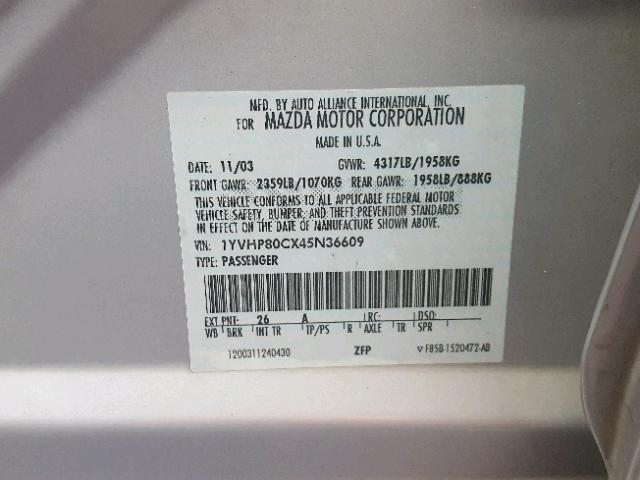 MFD. BY AUTO ALLIANCE INTERNATIONAL, INC.
FOR MAZDA MOTOR CORPORATION
MADE IN U.S.A.
DATE: 11/03 GVWR: 4317LB/1958KG
FRONT GAWR: 2359LB/1070KG REAR GAWR: 1958LB/888KG
THIS VEHICLE CONFORMS TO ALL APPLICABLE FEDERAL MOTOR
VEHICLE SAFETY, BUMPER, AND THEFT PREVENTION STANDARDS
IN EFFECT ON THE DATE OF MANUFACTURE SHOWN ABOVE.
VIN: 1YVHP80CX45N36609
TYPE: PASSENGER
EXT PNT: 26 A RC: DSO:
WB BRK INT TR TP/PS R AXLE TR SPR
1200311240430 ZFP ▽ F85B-1520472-AB